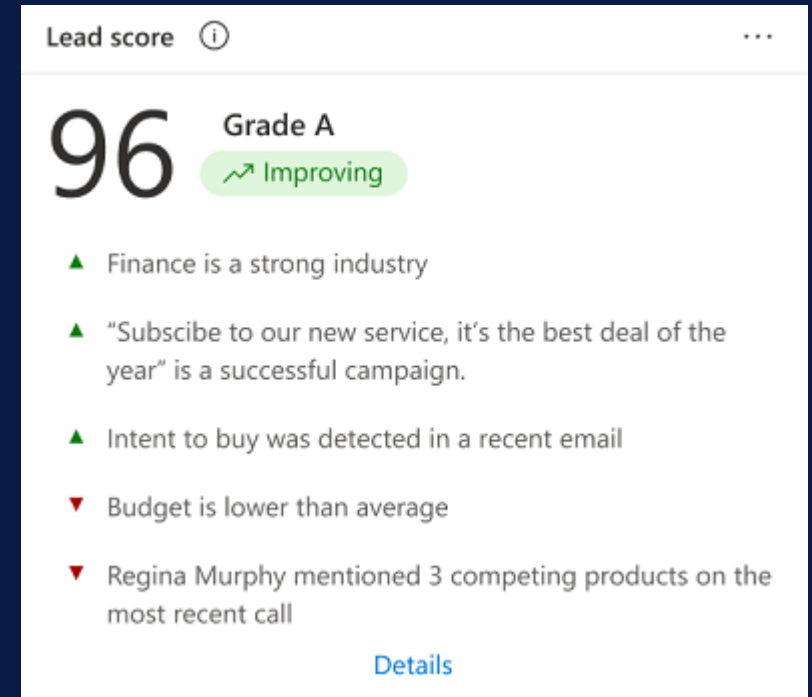 Lead score
96
Grade A
Improving
Finance is a strong industry
“Subscibe to our new service, it’s the best deal of the
year” is a successful campaign.
Intent to buy was detected in a recent email
Budget is lower than average
Regina Murphy mentioned 3 competing products on the
most recent call
Details